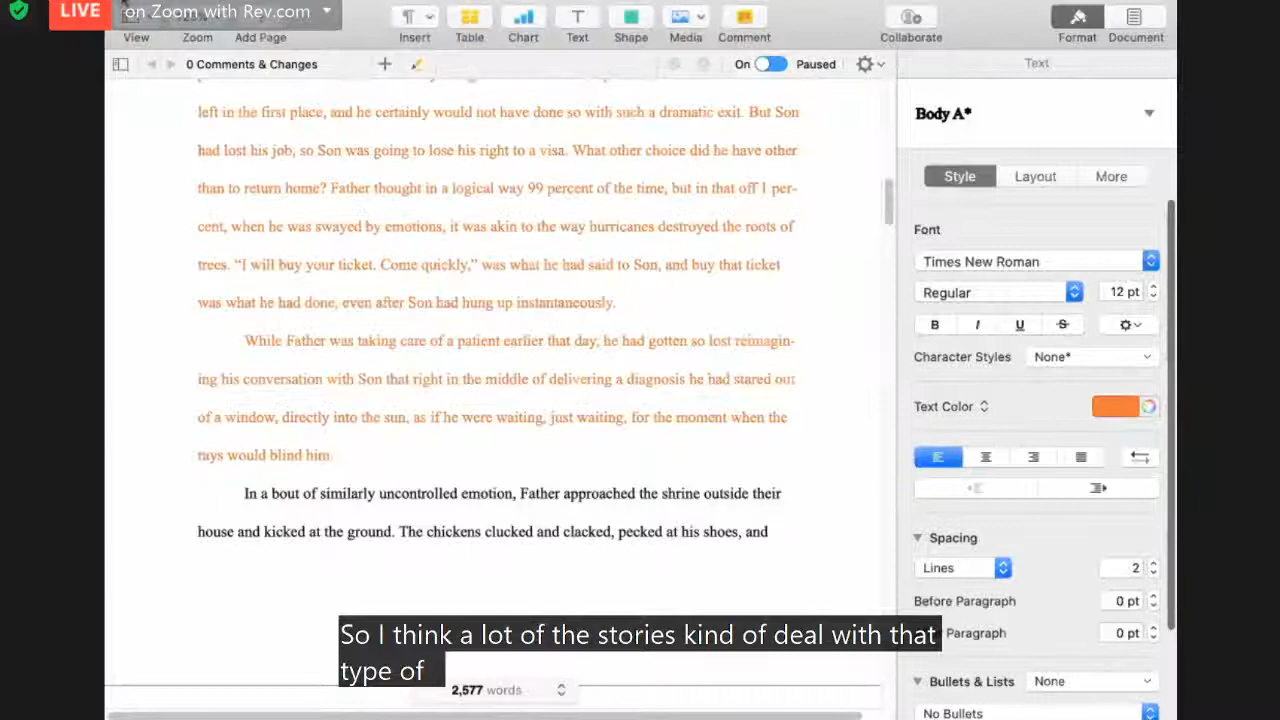 LIVE
on Zoom with Rev.com
View Zoom Add Page Insert Table Chart Text Shape Media Comment Collaborate Format Document
0 Comments & Changes
On Paused
Text
left in the first place, and he certainly would not have done so with such a dramatic exit. But Son
had lost his job, so Son was going to lose his right to a visa. What other choice did he have other
than to return home? Father thought in a logical way 99 percent of the time, but in that off 1 per-
cent, when he was swayed by emotions, it was akin to the way hurricanes destroyed the roots of
trees. “I will buy your ticket. Come quickly,” was what he had said to Son, and buy that ticket
was what he had done, even after Son had hung up instantaneously.
While Father was taking care of a patient earlier that day, he had gotten so lost reimagin-
ing his conversation with Son that right in the middle of delivering a diagnosis he had stared out
of a window, directly into the sun, as if he were waiting, just waiting, for the moment when the
rays would blind him.
In a bout of similarly uncontrolled emotion, Father approached the shrine outside their
house and kicked at the ground. The chickens clucked and clacked, pecked at his shoes, and
So I think a lot of the stories kind of deal with that
type of
2,577 words
Body A*
Style Layout More
Font
Times New Roman
Regular 12 pt
B I U S
Character Styles None*
Text Color
Spacing
Lines 2
Before Paragraph 0 pt
Paragraph 0 pt
Bullets & Lists None
No Bullets